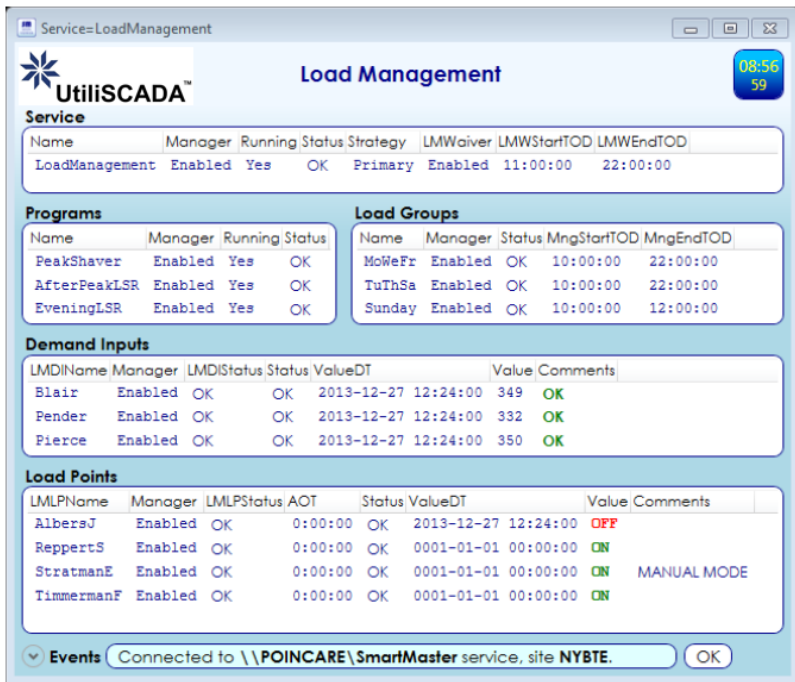 Service=LoadManagement
UtiliSCADA™
Load Management
08:56
59
Service
Name Manager Running Status Strategy LMWaiver LMWStartTOD LMWEndTOD
LoadManagement Enabled Yes OK Primary Enabled 11:00:00 22:00:00
Programs
Name Manager Running Status
PeakShaver Enabled Yes OK
AfterPeakLSR Enabled Yes OK
EveningLSR Enabled Yes OK
Load Groups
Name Manager Status MngStartTOD MngEndTOD
MoWeFr Enabled OK 10:00:00 22:00:00
TuThSa Enabled OK 10:00:00 22:00:00
Sunday Enabled OK 10:00:00 12:00:00
Demand Inputs
LMDIName Manager LMDIStatus Status ValueDT Value Comments
Blair Enabled OK OK 2013-12-27 12:24:00 349 OK
Pender Enabled OK OK 2013-12-27 12:24:00 332 OK
Pierce Enabled OK OK 2013-12-27 12:24:00 350 OK
Load Points
LMLPName Manager LMLPStatus AOT Status ValueDT Value Comments
AlbersJ Enabled OK 0:00:00 OK 2013-12-27 12:24:00 OFF
ReppertS Enabled OK 0:00:00 OK 0001-01-01 00:00:00 ON
StratmanE Enabled OK 0:00:00 OK 0001-01-01 00:00:00 ON MANUAL MODE
TimmermanF Enabled OK 0:00:00 OK 0001-01-01 00:00:00 ON
Events Connected to \\POINCARE\SmartMaster service, site NYBTE. OK